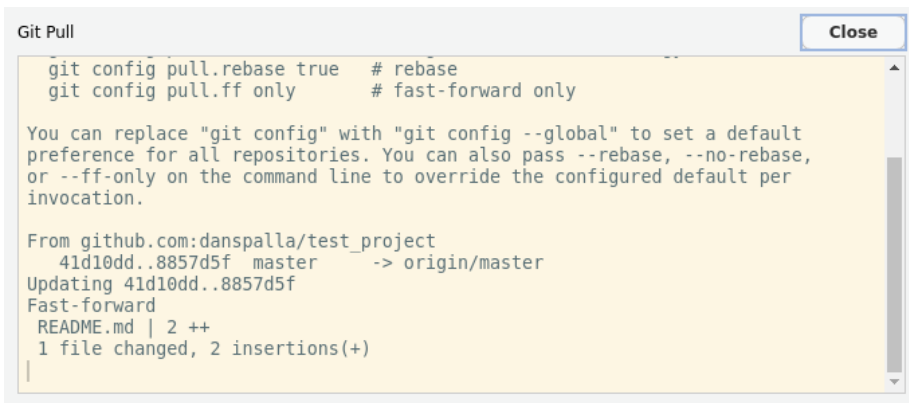 Git Pull
Close
git config pull.rebase true   # rebase
git config pull.ff only       # fast-forward only
You can replace "git config" with "git config --global" to set a default
preference for all repositories. You can also pass --rebase, --no-rebase,
or --ff-only on the command line to override the configured default per
invocation.
From github.com:danspalla/test_project
   41d10dd..8857d5f  master     -> origin/master
Updating 41d10dd..8857d5f
Fast-forward
 README.md | 2 ++
 1 file changed, 2 insertions(+)